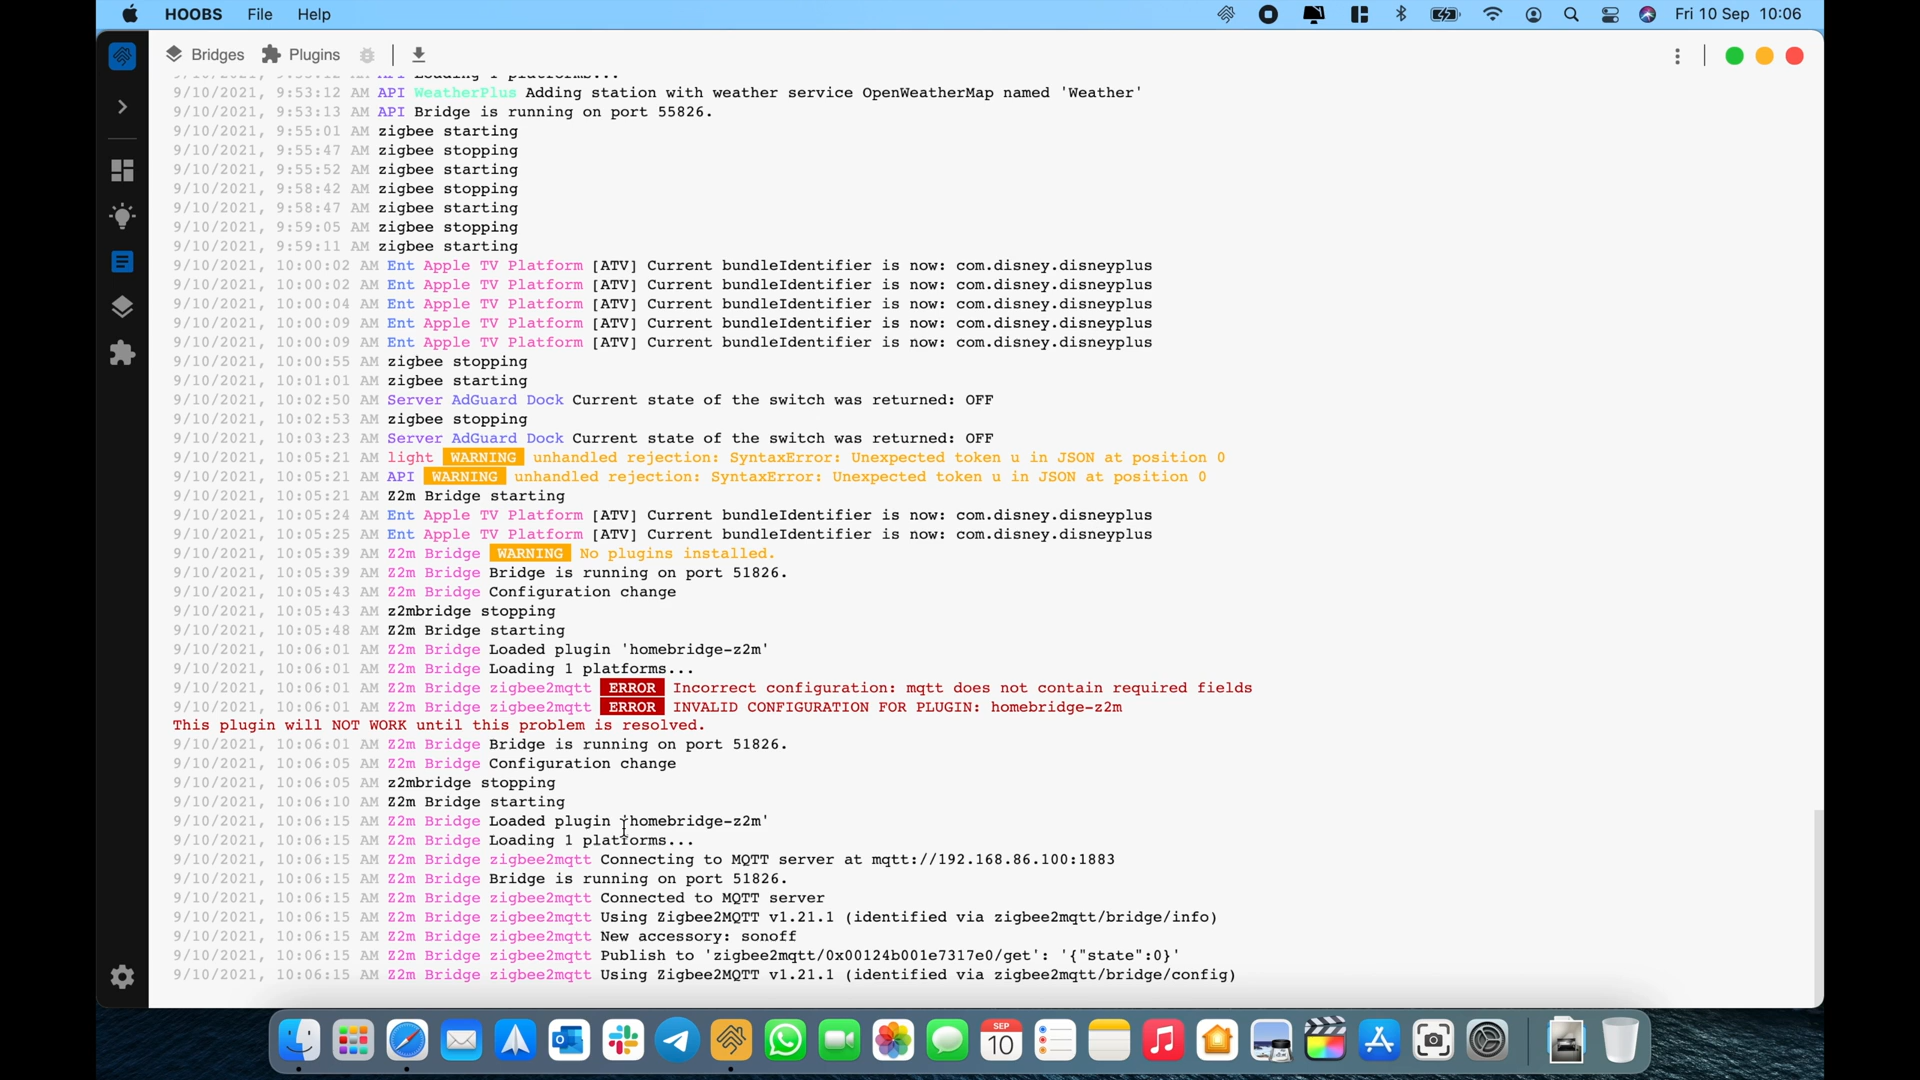 HOOBS File Help Fri 10 Sep 10:06
Bridges Plugins
9/10/2021, 9:53:12 AM API Loading 1 platforms...
9/10/2021, 9:53:12 AM API WeatherPlus Adding station with weather service OpenWeatherMap named 'Weather'
9/10/2021, 9:53:13 AM API Bridge is running on port 55826.
9/10/2021, 9:55:01 AM zigbee starting
9/10/2021, 9:55:47 AM zigbee stopping
9/10/2021, 9:55:52 AM zigbee starting
9/10/2021, 9:58:42 AM zigbee stopping
9/10/2021, 9:58:47 AM zigbee starting
9/10/2021, 9:59:05 AM zigbee stopping
9/10/2021, 9:59:11 AM zigbee starting
9/10/2021, 10:00:02 AM Ent Apple TV Platform [ATV] Current bundleIdentifier is now: com.disney.disneyplus
9/10/2021, 10:00:02 AM Ent Apple TV Platform [ATV] Current bundleIdentifier is now: com.disney.disneyplus
9/10/2021, 10:00:04 AM Ent Apple TV Platform [ATV] Current bundleIdentifier is now: com.disney.disneyplus
9/10/2021, 10:00:09 AM Ent Apple TV Platform [ATV] Current bundleIdentifier is now: com.disney.disneyplus
9/10/2021, 10:00:09 AM Ent Apple TV Platform [ATV] Current bundleIdentifier is now: com.disney.disneyplus
9/10/2021, 10:00:55 AM zigbee stopping
9/10/2021, 10:01:01 AM zigbee starting
9/10/2021, 10:02:50 AM Server AdGuard Dock Current state of the switch was returned: OFF
9/10/2021, 10:02:53 AM zigbee stopping
9/10/2021, 10:03:23 AM Server AdGuard Dock Current state of the switch was returned: OFF
9/10/2021, 10:05:21 AM light WARNING unhandled rejection: SyntaxError: Unexpected token u in JSON at position 0
9/10/2021, 10:05:21 AM API WARNING unhandled rejection: SyntaxError: Unexpected token u in JSON at position 0
9/10/2021, 10:05:21 AM Z2m Bridge starting
9/10/2021, 10:05:24 AM Ent Apple TV Platform [ATV] Current bundleIdentifier is now: com.disney.disneyplus
9/10/2021, 10:05:25 AM Ent Apple TV Platform [ATV] Current bundleIdentifier is now: com.disney.disneyplus
9/10/2021, 10:05:39 AM Z2m Bridge WARNING No plugins installed.
9/10/2021, 10:05:39 AM Z2m Bridge Bridge is running on port 51826.
9/10/2021, 10:05:43 AM Z2m Bridge Configuration change
9/10/2021, 10:05:43 AM z2mbridge stopping
9/10/2021, 10:05:48 AM Z2m Bridge starting
9/10/2021, 10:06:01 AM Z2m Bridge Loaded plugin 'homebridge-z2m'
9/10/2021, 10:06:01 AM Z2m Bridge Loading 1 platforms...
9/10/2021, 10:06:01 AM Z2m Bridge zigbee2mqtt ERROR Incorrect configuration: mqtt does not contain required fields
9/10/2021, 10:06:01 AM Z2m Bridge zigbee2mqtt ERROR INVALID CONFIGURATION FOR PLUGIN: homebridge-z2m
This plugin will NOT WORK until this problem is resolved.
9/10/2021, 10:06:01 AM Z2m Bridge Bridge is running on port 51826.
9/10/2021, 10:06:05 AM Z2m Bridge Configuration change
9/10/2021, 10:06:05 AM z2mbridge stopping
9/10/2021, 10:06:10 AM Z2m Bridge starting
9/10/2021, 10:06:15 AM Z2m Bridge Loaded plugin 'homebridge-z2m'
9/10/2021, 10:06:15 AM Z2m Bridge Loading 1 platforms...
9/10/2021, 10:06:15 AM Z2m Bridge zigbee2mqtt Connecting to MQTT server at mqtt://192.168.86.100:1883
9/10/2021, 10:06:15 AM Z2m Bridge Bridge is running on port 51826.
9/10/2021, 10:06:15 AM Z2m Bridge zigbee2mqtt Connected to MQTT server
9/10/2021, 10:06:15 AM Z2m Bridge zigbee2mqtt Using Zigbee2MQTT v1.21.1 (identified via zigbee2mqtt/bridge/info)
9/10/2021, 10:06:15 AM Z2m Bridge zigbee2mqtt New accessory: sonoff
9/10/2021, 10:06:15 AM Z2m Bridge zigbee2mqtt Publish to 'zigbee2mqtt/0x00124b001e7317e0/get': '{"state":0}'
9/10/2021, 10:06:15 AM Z2m Bridge zigbee2mqtt Using Zigbee2MQTT v1.21.1 (identified via zigbee2mqtt/bridge/config)
SEP
10